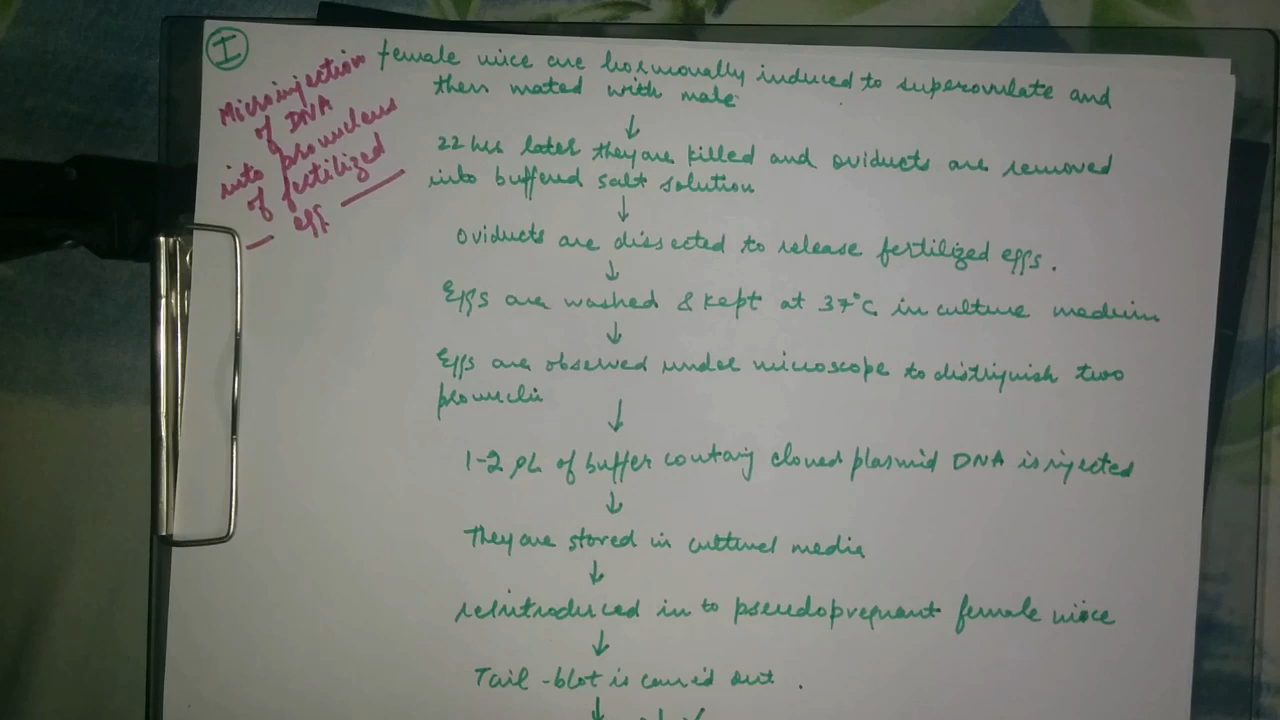 I
Microinjection
of DNA
into pronucleus
of fertilized
egg
female mice are hormonally induced to superovulate and
then mated with male
↓
22 hrs later they are killed and oviducts are removed
into buffered salt solution
↓
Oviducts are dissected to release fertilized eggs.
↓
Eggs are washed & kept at 37°C in culture medium
↓
Eggs are observed under microscope to distinguish two
pronuclii
↓
1-2 pL of buffer containg cloned plasmid DNA is injected
↓
They are stored in culturel media
↓
reintroduced in to pseudopregnant female mice
↓
Tail-blot is carried out.
↓